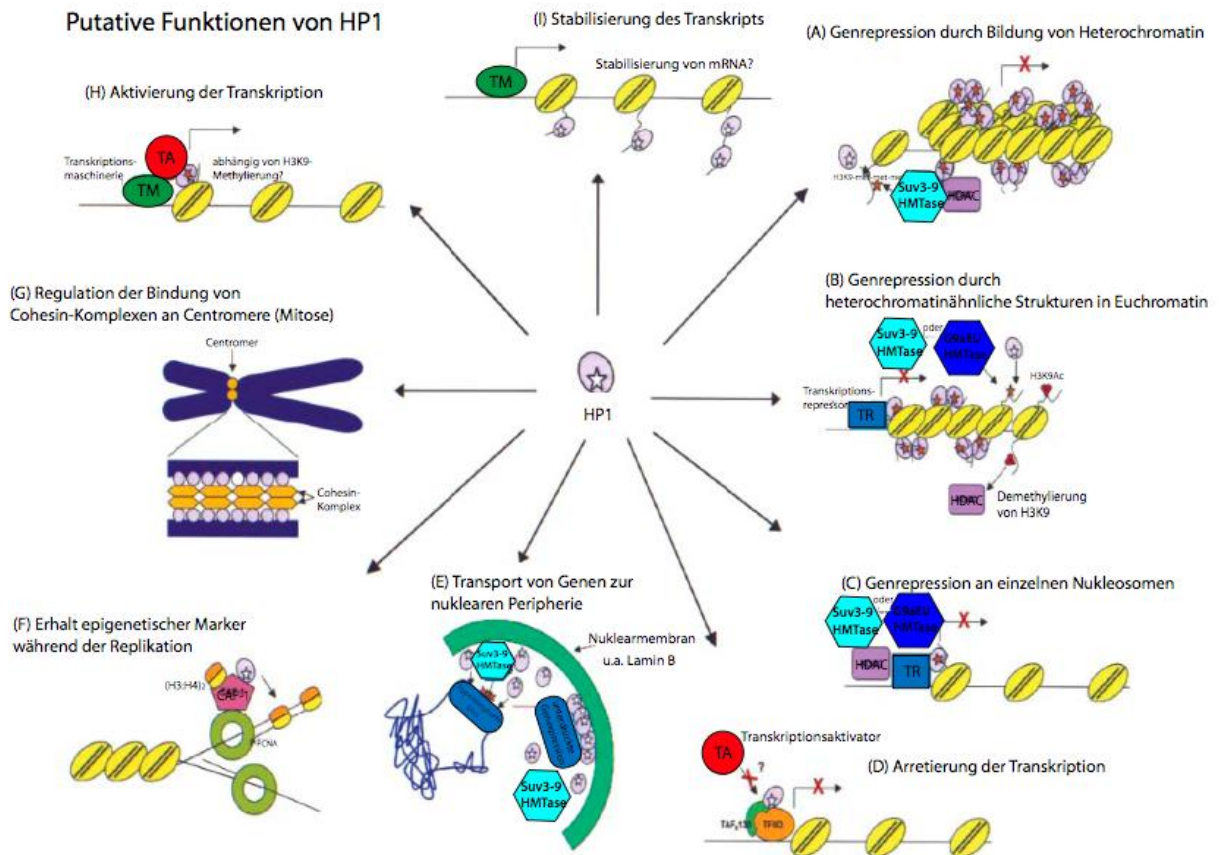 Putative Funktionen von HP1
(I) Stabilisierung des Transkripts
Stabilisierung von mRNA?
TM
(A) Genrepression durch Bildung von Heterochromatin
X
H3K9-met-met-met
Suv3-9
HMTase
HDAC
(H) Aktivierung der Transkription
Transkriptions-
maschinerie
TA
TM
abhängig von H3K9-
Methylierung?
(B) Genrepression durch
heterochromatinähnliche Strukturen in Euchromatin
Suv3-9
HMTase
oder
HMTase
H3K9Ac
Transkriptions-
repressor
TR
X
HDAC
Demethylierung
von H3K9
(G) Regulation der Bindung von
Cohesin-Komplexen an Centromere (Mitose)
Centromer
Cohesin-
Komplex
HP1
(C) Genrepression an einzelnen Nukleosomen
Suv3-9
HMTase
oder
HMTase
X
HDAC
TR
(E) Transport von Genen zur
nuklearen Peripherie
Nuklearmembran
u.a. Lamin B
Suv3-9
HMTase
Suv3-9
HMTase
(F) Erhalt epigenetischer Marker
während der Replikation
(H3:H4)2
PCNA
TA
Transkriptionsaktivator
?
X
(D) Arretierung der Transkription